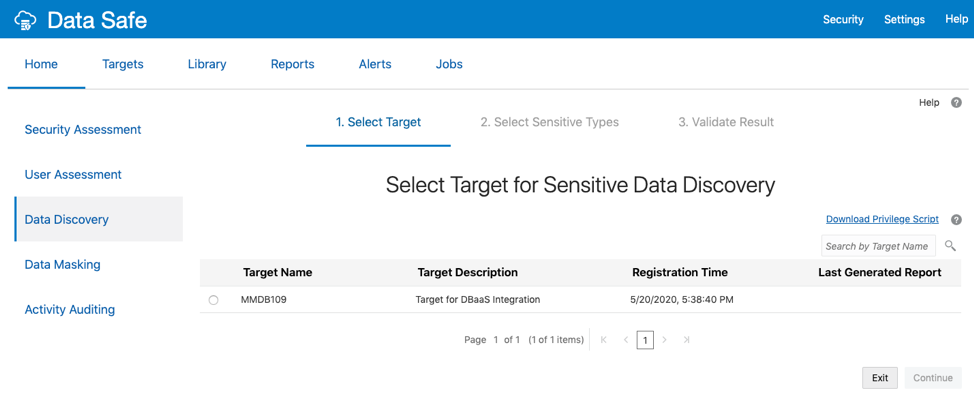 Data Safe
Security Settings Help
Home Targets Library Reports Alerts Jobs
Help ?
Security Assessment
User Assessment
Data Discovery
Data Masking
Activity Auditing
1. Select Target 2. Select Sensitive Types 3. Validate Result
Select Target for Sensitive Data Discovery
Download Privilege Script ?
Search by Target Name
Target Name Target Description Registration Time Last Generated Report
MMDB109 Target for DBaaS Integration 5/20/2020, 5:38:40 PM
Page 1 of 1 (1 of 1 items) 1
Exit Continue